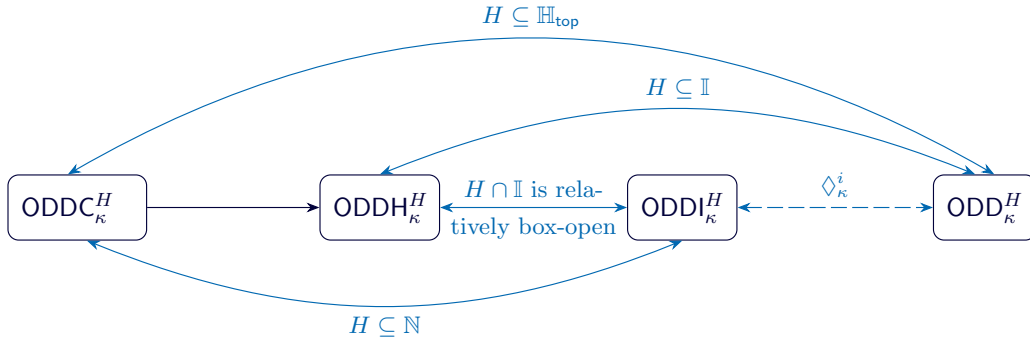 H ⊆ ℍ_top
H ⊆ 𝕀
ODDC^H_κ
ODDH^H_κ
H ∩ 𝕀 is rela-
tively box-open
ODDI^H_κ
◊^i_κ
ODD^H_κ
H ⊆ ℕ